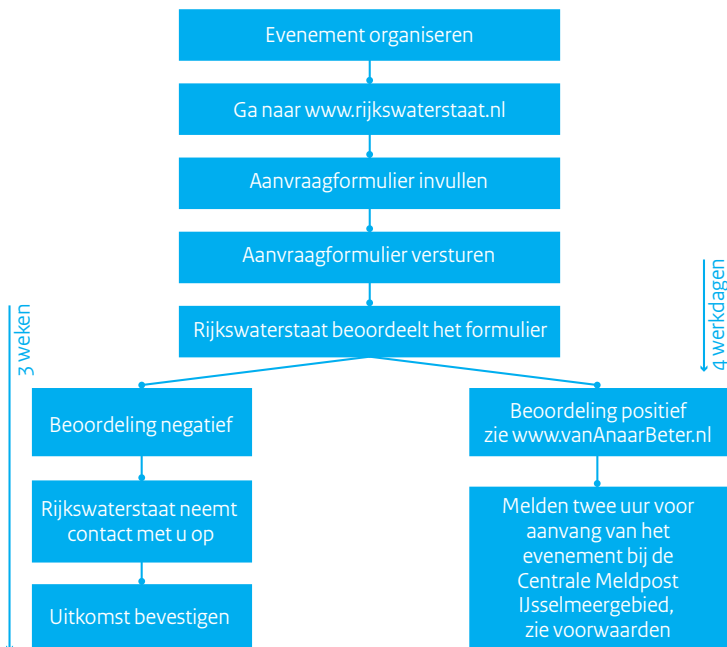 Evenement organiseren
Ga naar www.rijkswaterstaat.nl
Aanvraagformulier invullen
Aanvraagformulier versturen
Rijkswaterstaat beoordeelt het formulier
3 weken
4 werkdagen
Beoordeling negatief
Rijkswaterstaat neemt
contact met u op
Uitkomst bevestigen
Beoordeling positief
zie www.vanAnaarBeter.nl
Melden twee uur voor
aanvang van het
evenement bij de
Centrale Meldpost
IJsselmeergebied,
zie voorwaarden